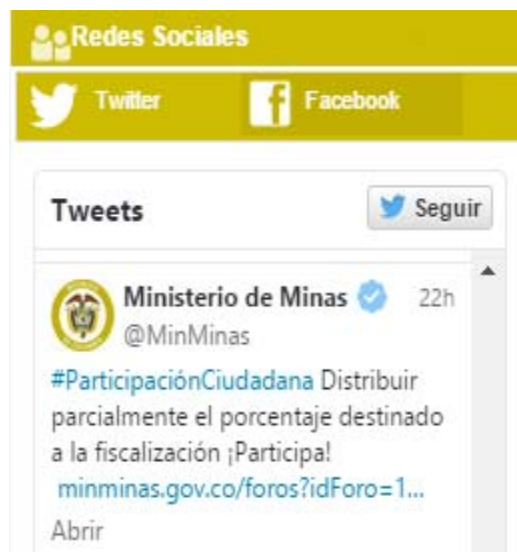 Redes Sociales
Twitter Facebook
Tweets Seguir
Ministerio de Minas 22h
@MinMinas
#ParticipaciónCiudadana Distribuir
parcialmente el porcentaje destinado
a la fiscalización ¡Participa!
minminas.gov.co/foros?idForo=1...
Abrir